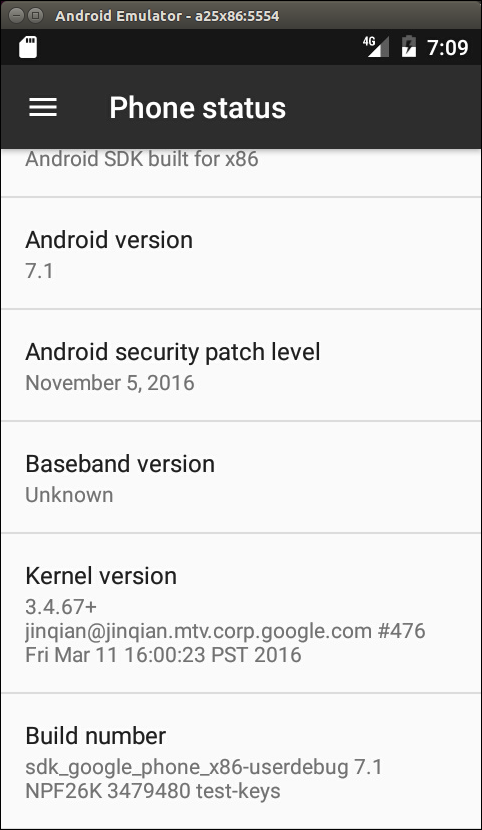 Android Emulator - a25x86:5554
4G 7:09
Phone status
Android SDK built for x86
Android version
7.1
Android security patch level
November 5, 2016
Baseband version
Unknown
Kernel version
3.4.67+
jinqian@jinqian.mtv.corp.google.com #476
Fri Mar 11 16:00:23 PST 2016
Build number
sdk_google_phone_x86-userdebug 7.1
NPF26K 3479480 test-keys